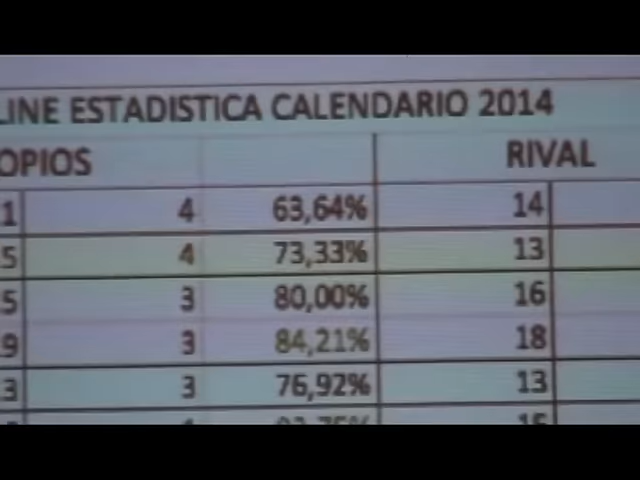 LINE ESTADISTICA CALENDARIO 2014
OPIOS RIVAL
1 4 63,64% 14
5 4 73,33% 13
5 3 80,00% 16
9 3 84,21% 18
3 3 76,92% 13